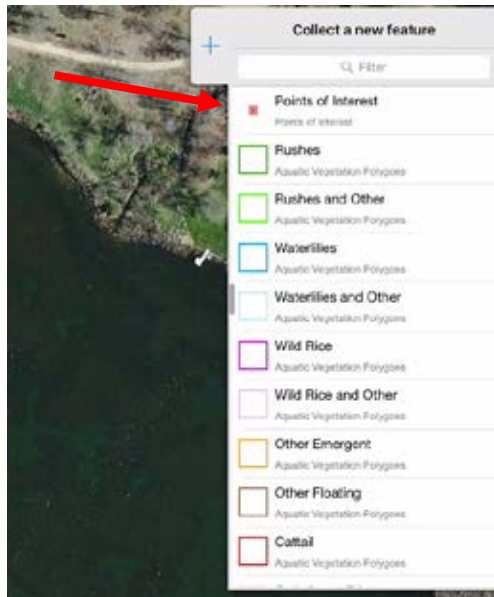 Collect a new feature
Filter
Points of Interest
Points of Interest
Rushes
Aquatic Vegetation Polygons
Rushes and Other
Aquatic Vegetation Polygons
Waterlilies
Aquatic Vegetation Polygons
Waterlilies and Other
Aquatic Vegetation Polygons
Wild Rice
Aquatic Vegetation Polygons
Wild Rice and Other
Aquatic Vegetation Polygons
Other Emergent
Aquatic Vegetation Polygons
Other Floating
Aquatic Vegetation Polygons
Cattail
Aquatic Vegetation Polygons